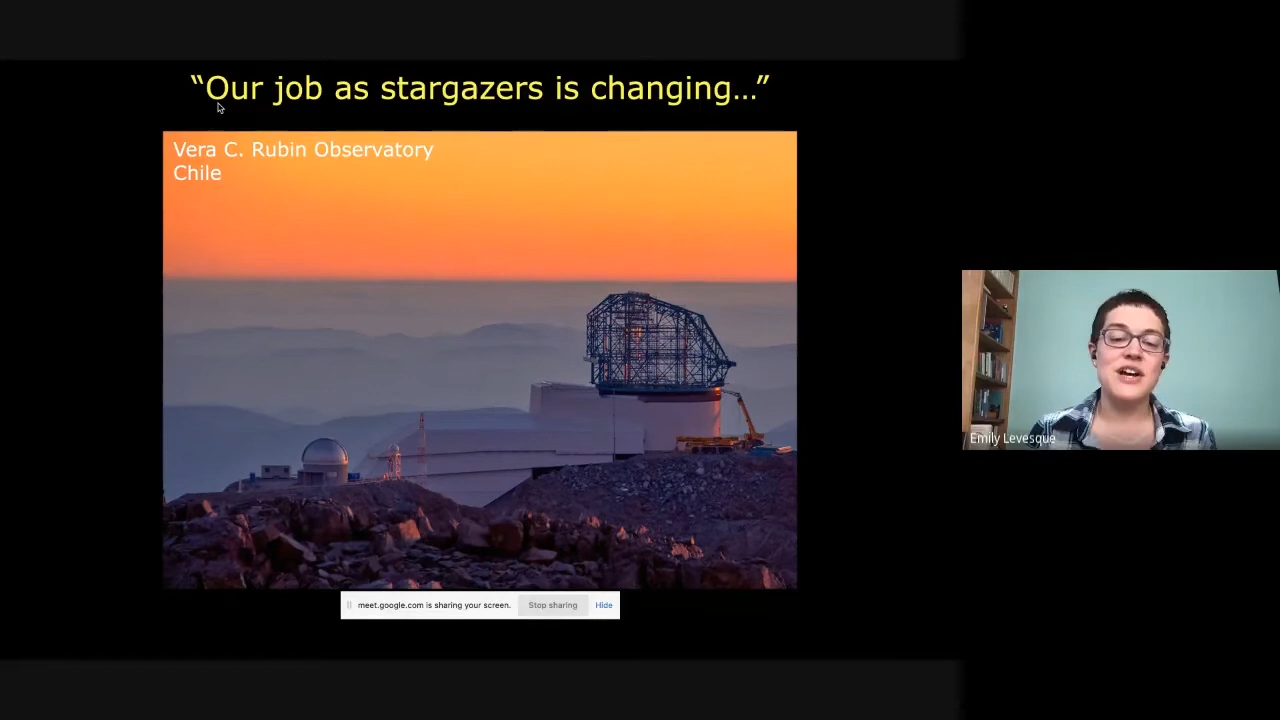 “Our job as stargazers is changing…”
Vera C. Rubin Observatory
Chile
Emily Levesque
meet.google.com is sharing your screen. Stop sharing Hide